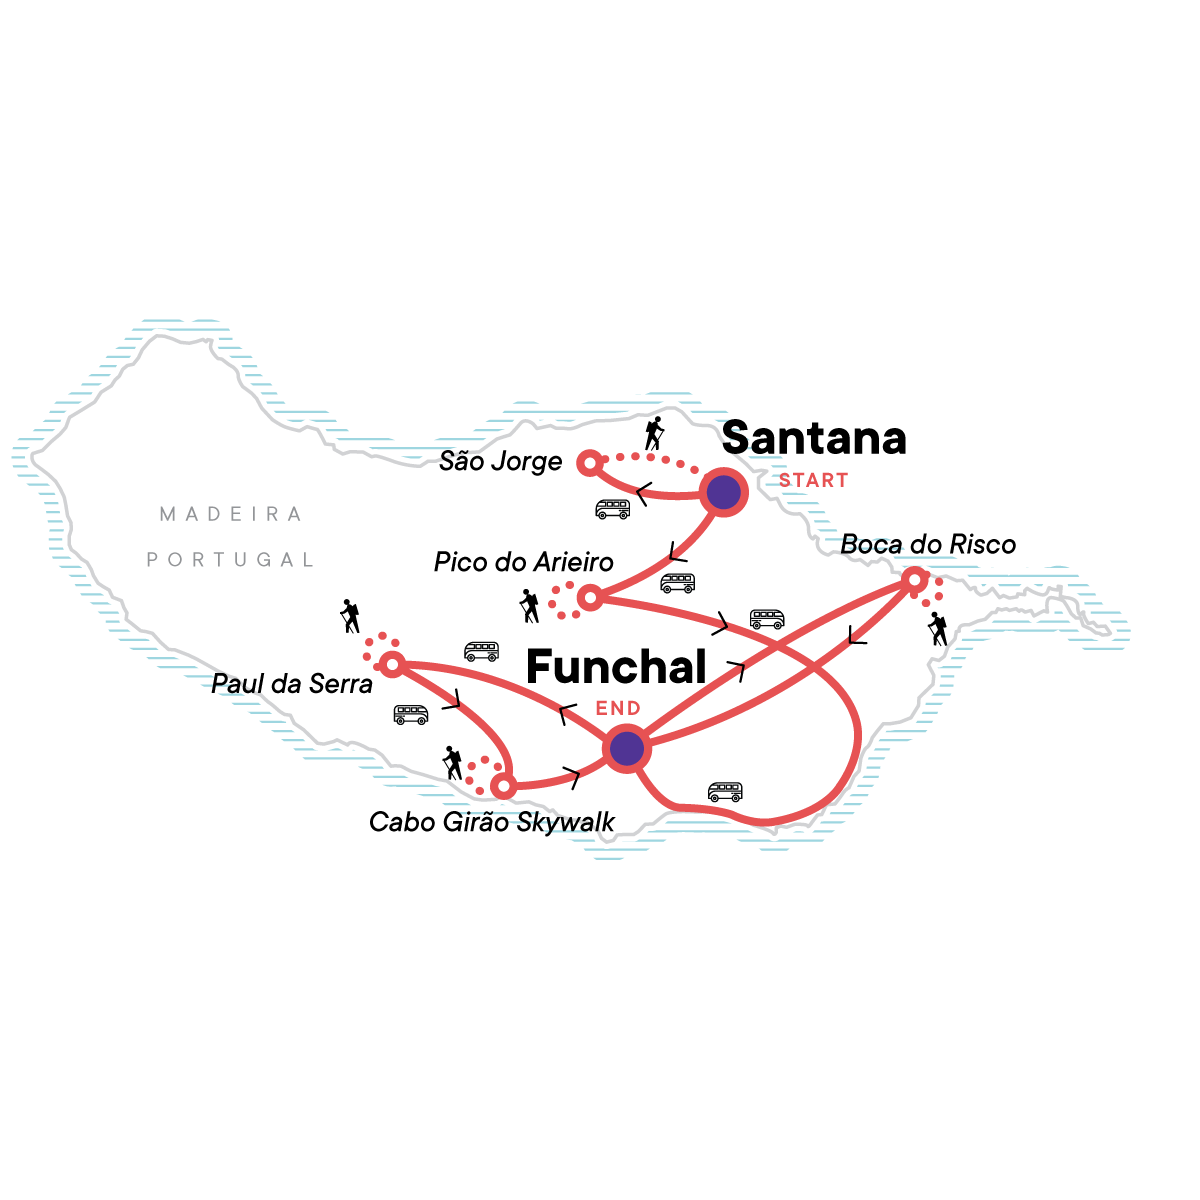 Santana
START
São Jorge
MADEIRA
PORTUGAL
Boca do Risco
Pico do Arieiro
Funchal
END
Paul da Serra
Cabo Girão Skywalk